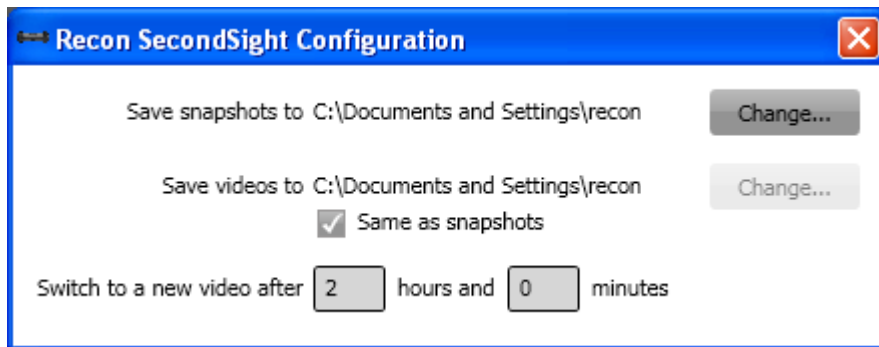 Recon SecondSight Configuration
Save snapshots to C:\Documents and Settings\recon Change...
Save videos to C:\Documents and Settings\recon Change...
Same as snapshots
Switch to a new video after 2 hours and 0 minutes